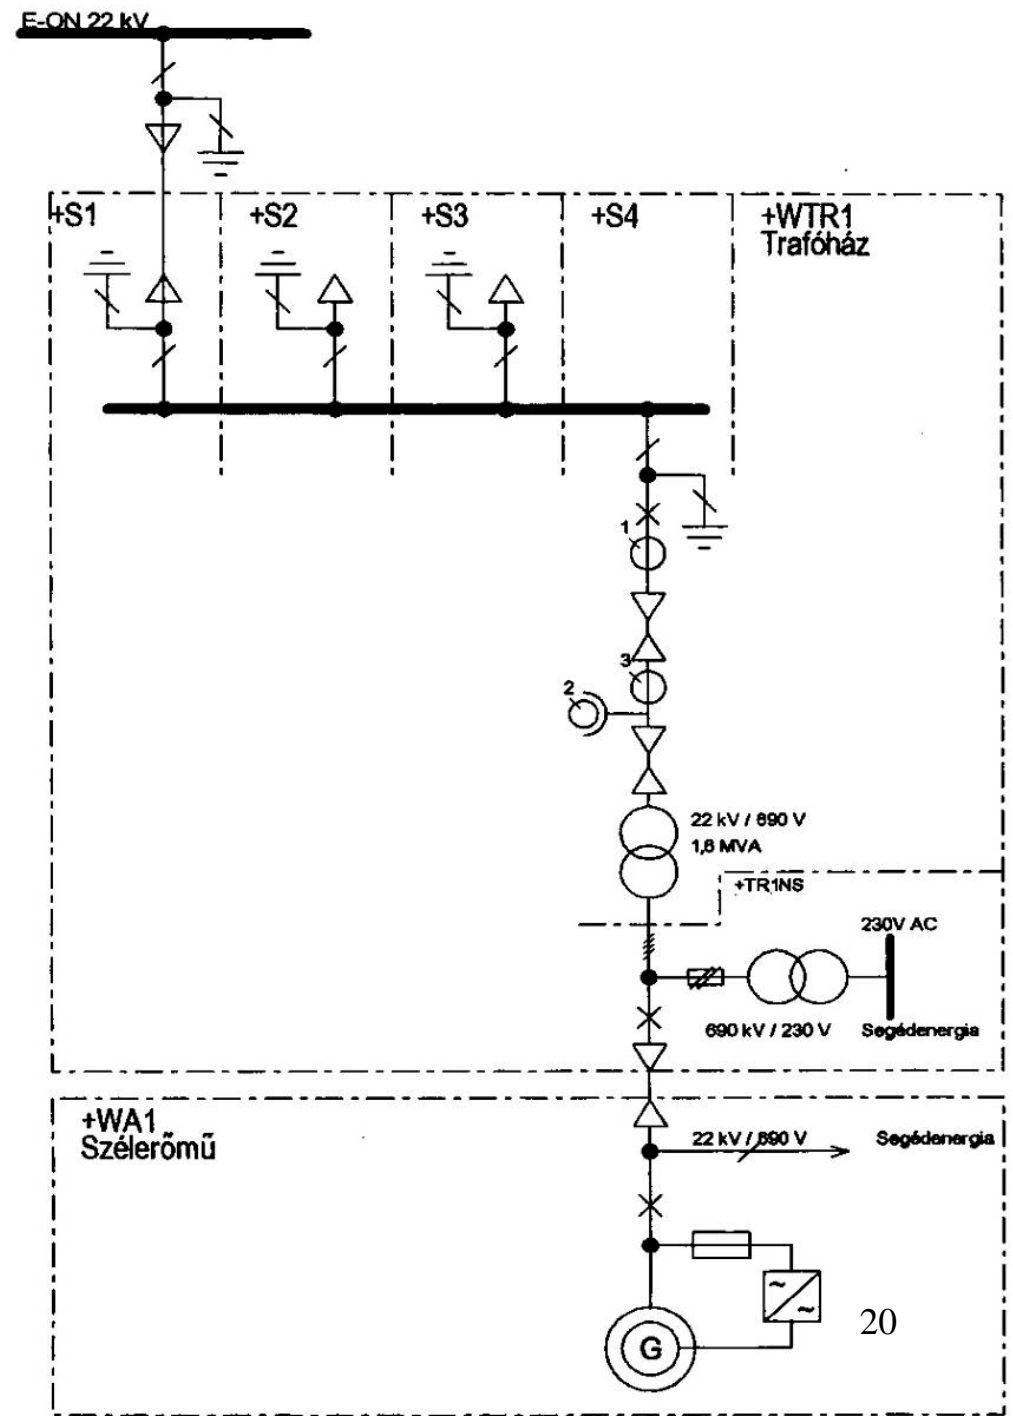 E-ON 22 kV
+S1
+S2
+S3
+S4
+WTR1
Trafóház
1
3
2
22 kV / 690 V
1,6 MVA
+TR1NS
230V AC
690 kV / 230 V
Segédenergia
+WA1
Szélerőmű
22 kV / 690 V
Segédenergia
~
~
20
G